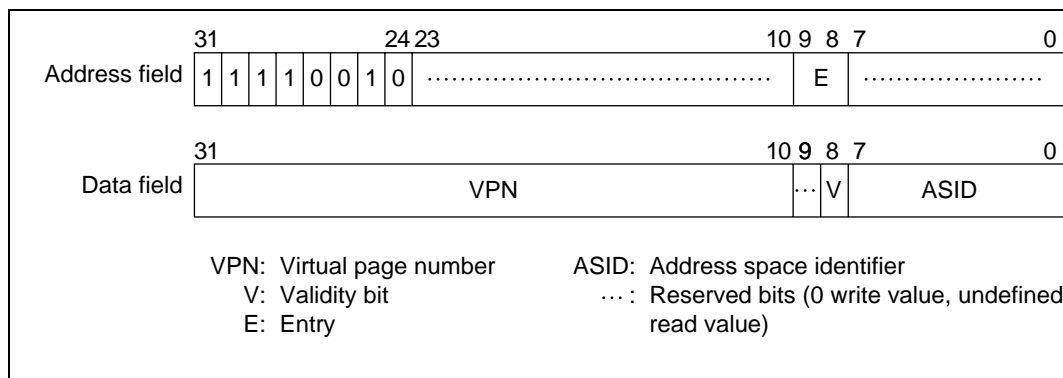 31 24 23 10 9 8 7 0
Address field 1 1 1 1 0 0 1 0 ⋯ E ⋯
31 10 9 8 7 0
Data field VPN ⋯ V ASID
VPN: Virtual page number ASID: Address space identifier
V: Validity bit ⋯ : Reserved bits (0 write value, undefined
E: Entry read value)